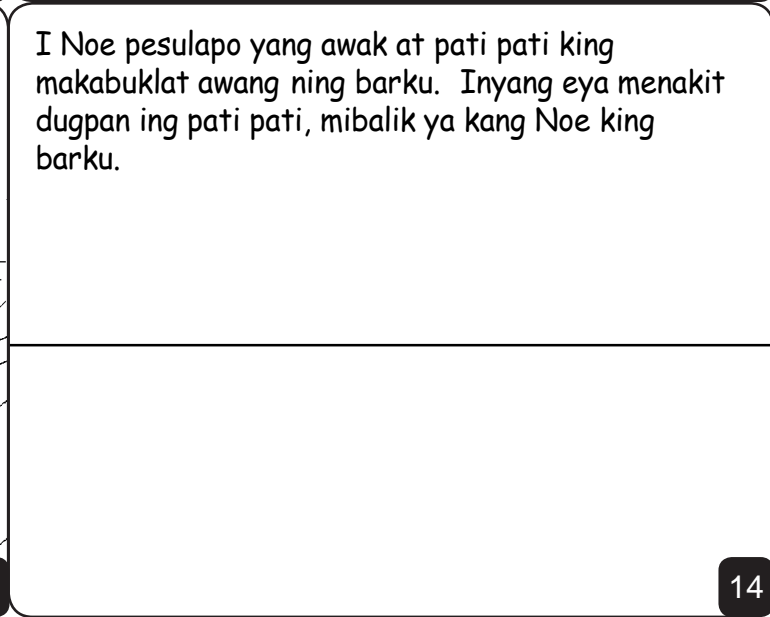 I Noe pesulapo yang awak at pati pati king
makabuklat awang ning barku.  Inyang eya menakit
dugpan ing pati pati, mibalik ya kang Noe king
barku.
14